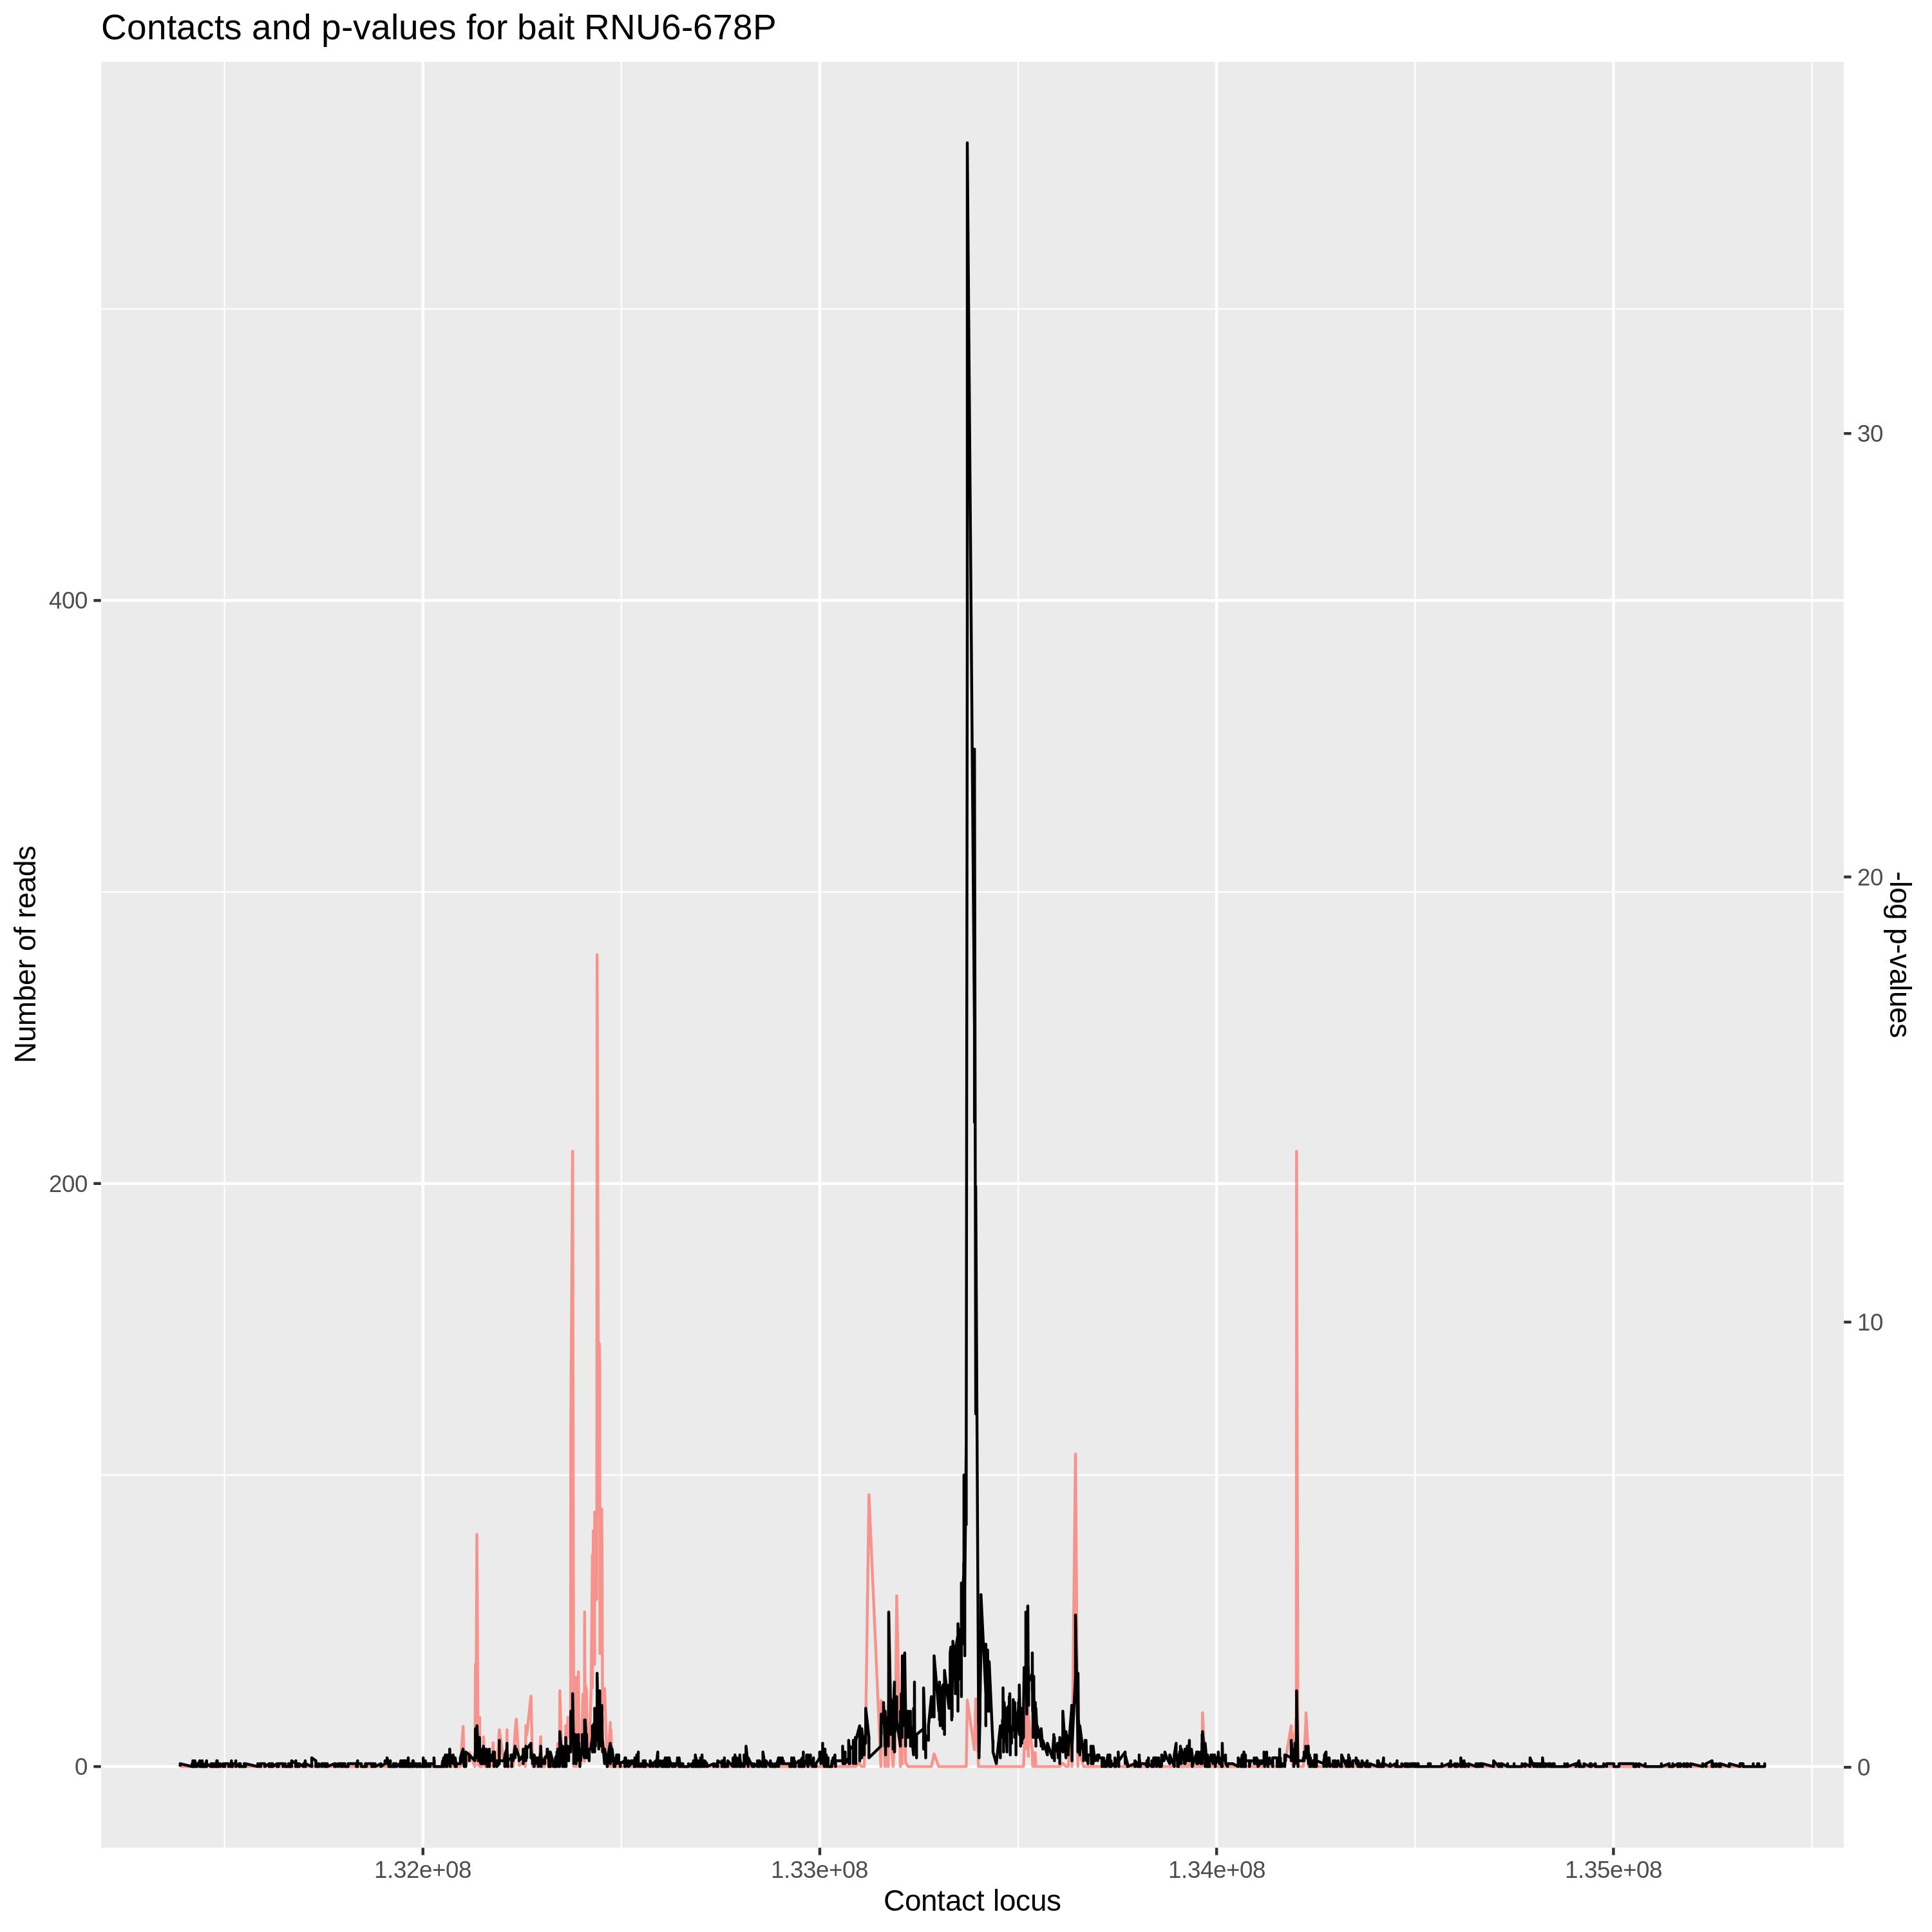 Contacts and p-values for bait RNU6-678P
Number of reads
400
200
0
30
20
10
0
-log p-values
1.32e+08
1.33e+08
1.34e+08
1.35e+08
Contact locus